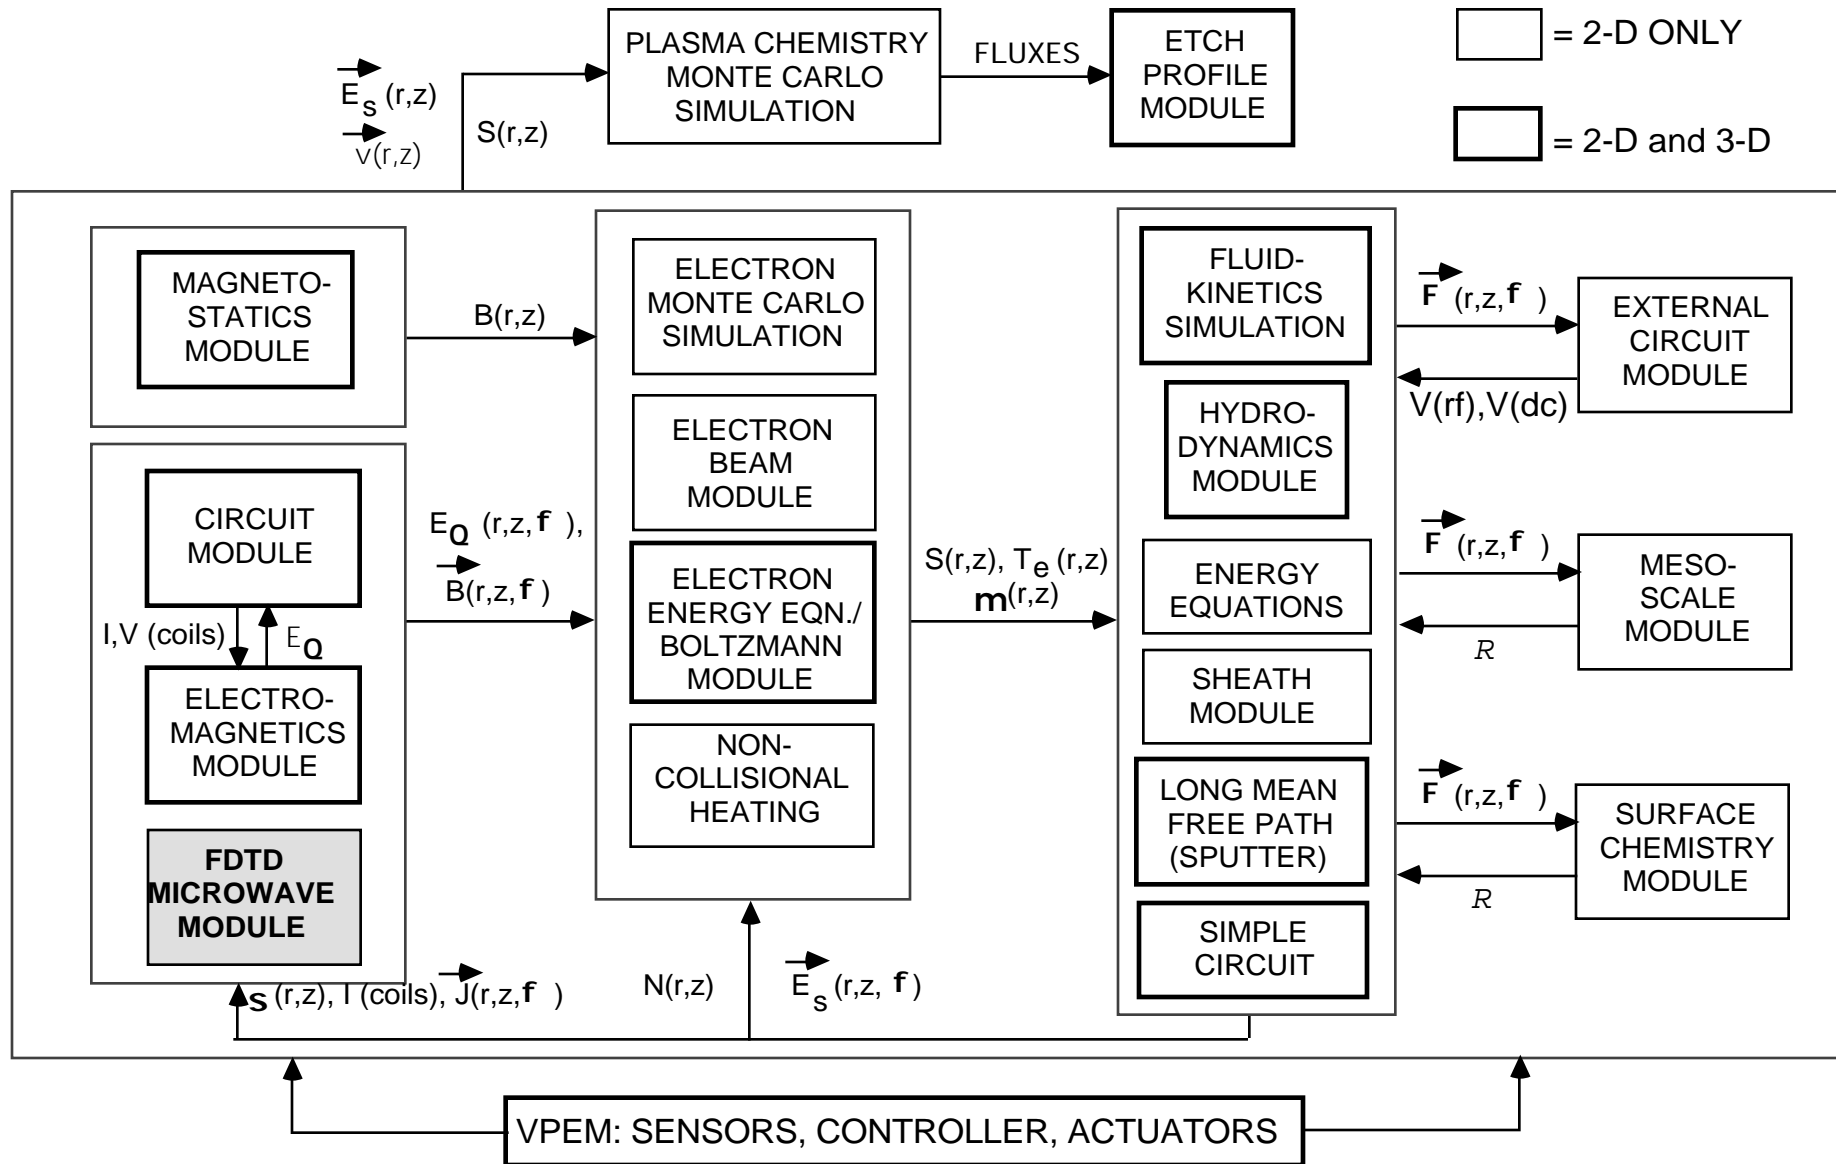 PLASMA CHEMISTRY
MONTE CARLO
SIMULATION
FLUXES
ETCH
PROFILE
MODULE
= 2-D ONLY
= 2-D and 3-D
E_S (r,z)
v(r,z)
S(r,z)
MAGNETO-
STATICS
MODULE
B(r,z)
CIRCUIT
MODULE
I,V (coils)
E_Q
ELECTRO-
MAGNETICS
MODULE
FDTD
MICROWAVE
MODULE
E_Q (r,z,f ),
B(r,z,f )
ELECTRON
MONTE CARLO
SIMULATION
ELECTRON
BEAM
MODULE
ELECTRON
ENERGY EQN./
BOLTZMANN
MODULE
NON-
COLLISIONAL
HEATING
S(r,z), T_e (r,z)
m(r,z)
FLUID-
KINETICS
SIMULATION
HYDRO-
DYNAMICS
MODULE
ENERGY
EQUATIONS
SHEATH
MODULE
LONG MEAN
FREE PATH
(SPUTTER)
SIMPLE
CIRCUIT
F (r,z,f )
EXTERNAL
CIRCUIT
MODULE
V(rf),V(dc)
F (r,z,f )
MESO-
SCALE
MODULE
R
F (r,z,f )
SURFACE
CHEMISTRY
MODULE
R
s (r,z), I (coils), J(r,z,f )
N(r,z)
E_S (r,z, f )
VPEM: SENSORS, CONTROLLER, ACTUATORS